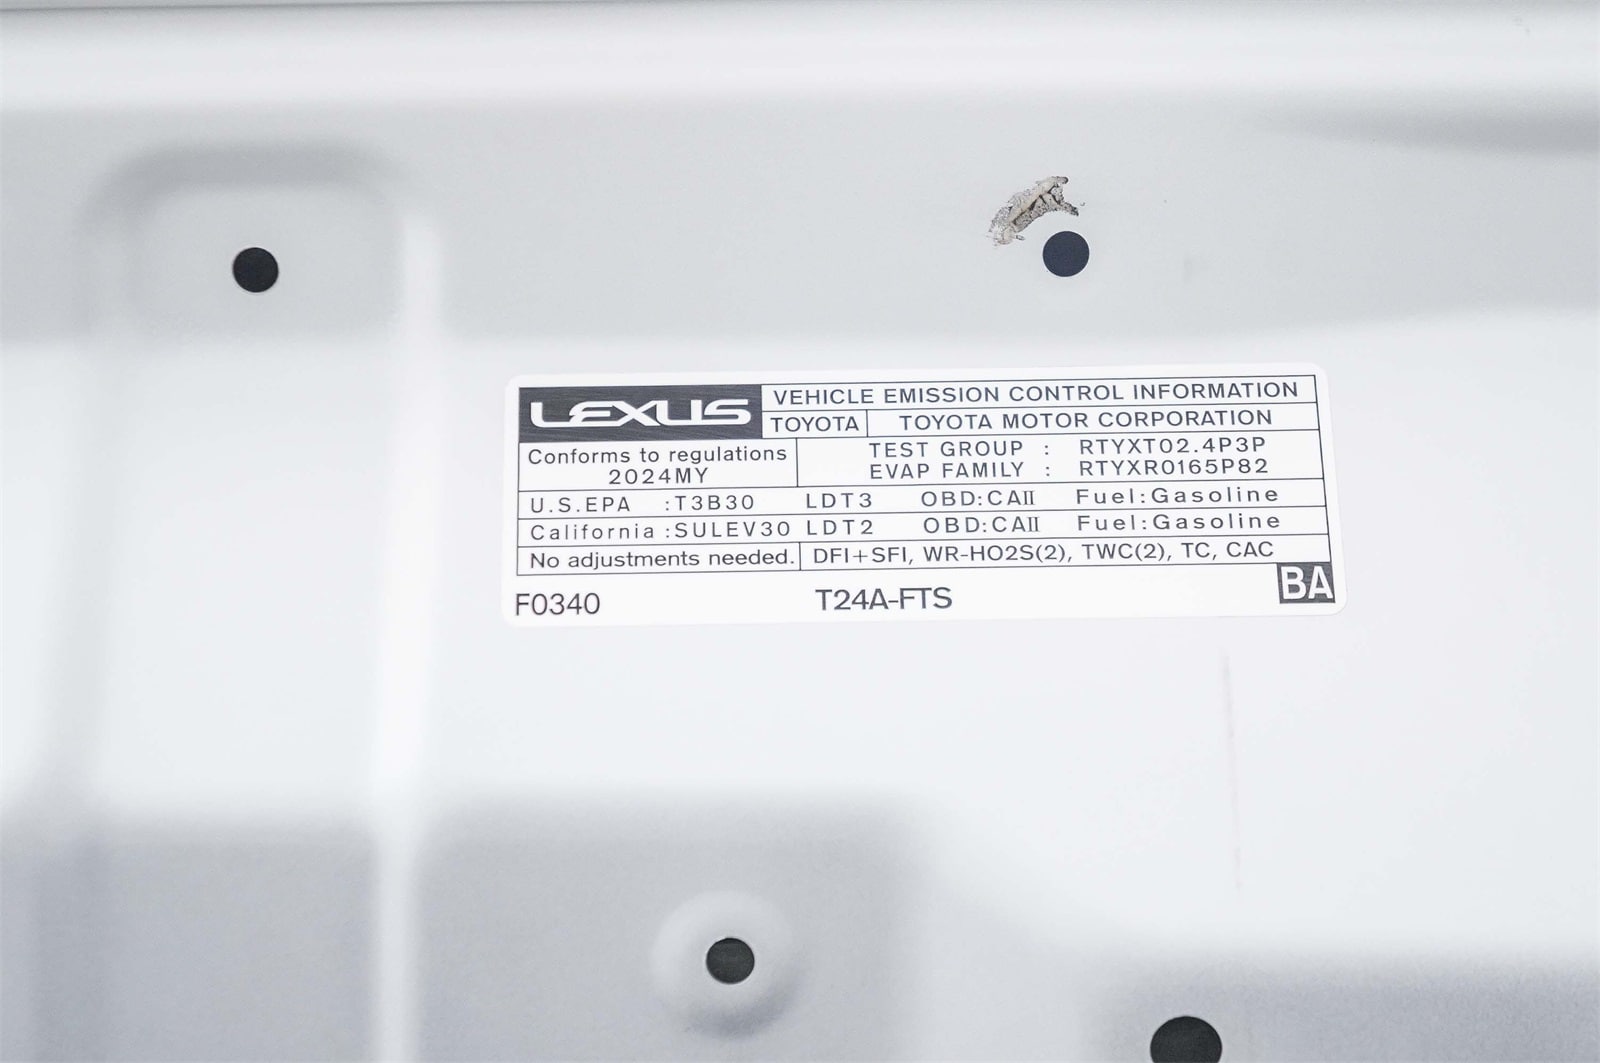 LEXUS
VEHICLE EMISSION CONTROL INFORMATION
TOYOTA TOYOTA MOTOR CORPORATION
Conforms to regulations
2024MY
TEST GROUP : RTYXT02.4P3P
EVAP FAMILY : RTYXR0165P82
U.S.EPA :T3B30 LDT3 OBD:CAII Fuel:Gasoline
California :SULEV30 LDT2 OBD:CAII Fuel:Gasoline
No adjustments needed. DFI+SFI, WR-HO2S(2), TWC(2), TC, CAC
F0340 T24A-FTS BA